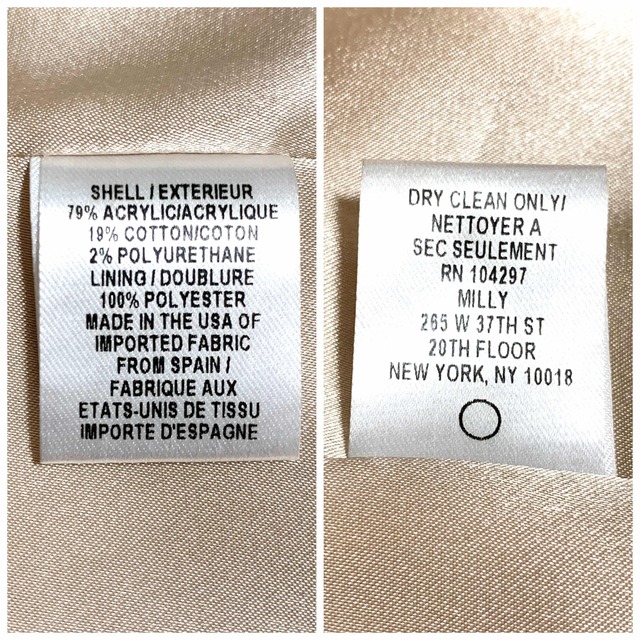 SHELL / EXTERIEUR
79% ACRYLIC/ACRYLIQUE
19% COTTON/COTON
2% POLYURETHANE
LINING / DOUBLURE
100% POLYESTER
MADE IN THE USA OF
IMPORTED FABRIC
FROM SPAIN /
FABRIQUE AUX
ETATS-UNIS DE TISSU
IMPORTE D'ESPAGNE
DRY CLEAN ONLY/
NETTOYER A
SEC SEULEMENT
RN 104297
MILLY
265 W 37TH ST
20TH FLOOR
NEW YORK, NY 10018